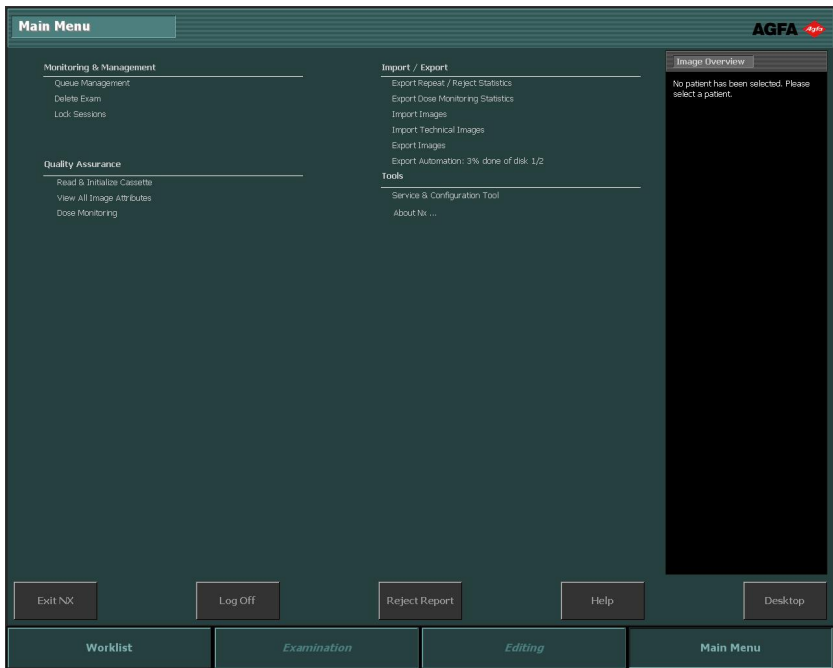 Main Menu
AGFA
Agfa
Monitoring & Management
Queue Management
Delete Exam
Lock Sessions
Quality Assurance
Read & Initialize Cassette
View All Image Attributes
Dose Monitoring
Import / Export
Export Repeat / Reject Statistics
Export Dose Monitoring Statistics
Import Images
Import Technical Images
Export Images
Export Automation: 3% done of disk 1/2
Tools
Service & Configuration Tool
About Nx ...
Image Overview
No patient has been selected. Please
select a patient.
Exit NX
Log Off
Reject Report
Help
Desktop
Worklist
Examination
Editing
Main Menu